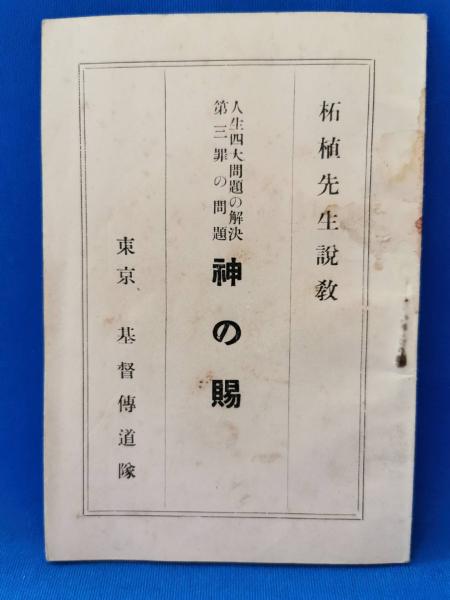 柘植先生說教
人生四大問題の解決
第三罪の問題
神の賜
東京 基督傳道隊